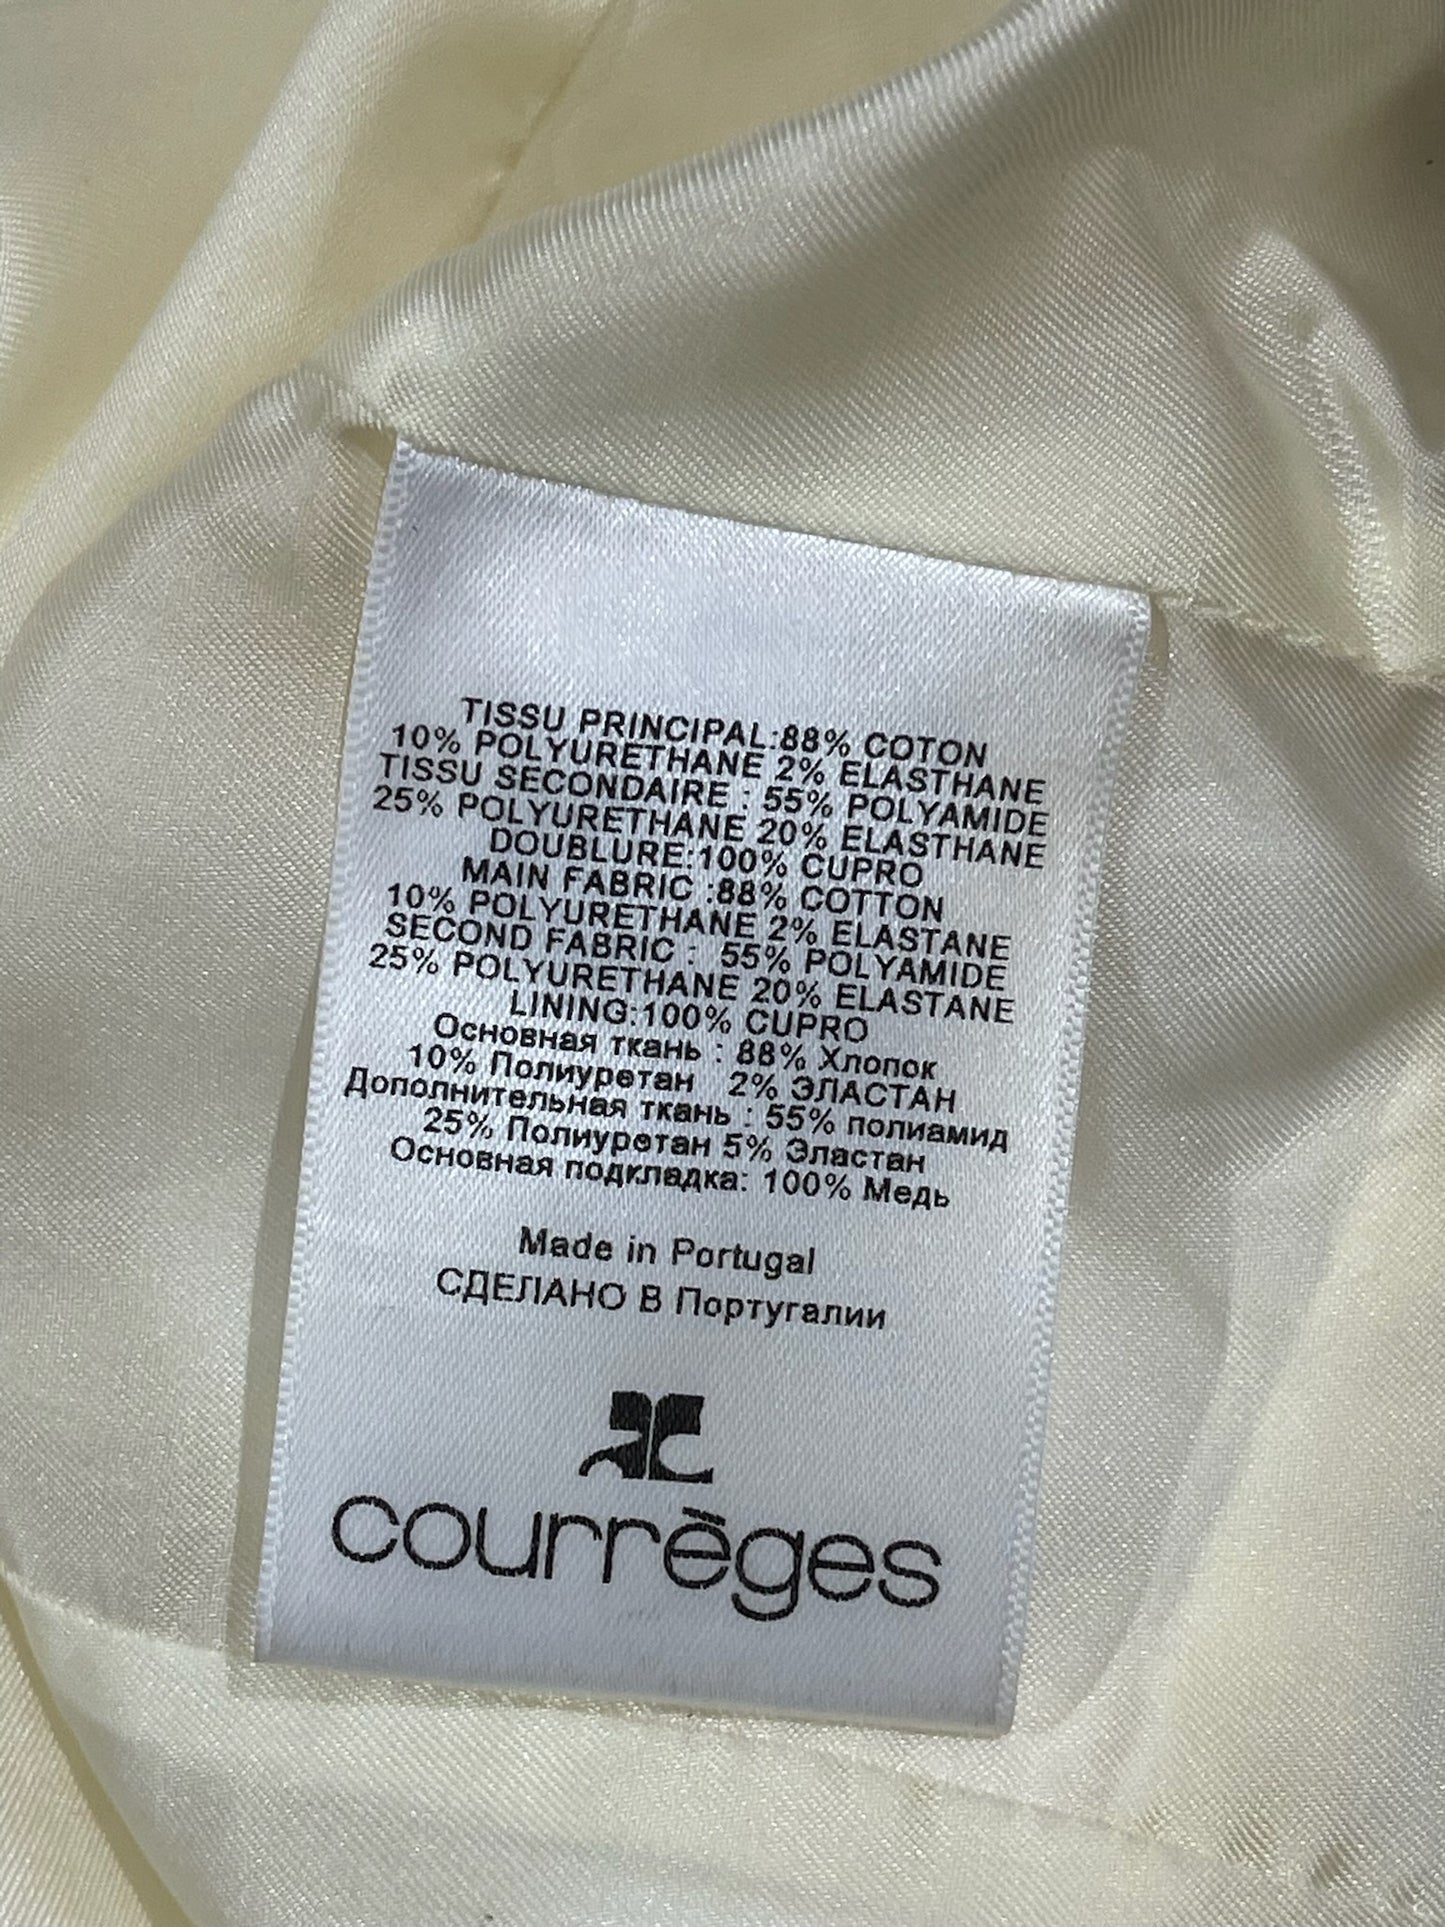 TISSU PRINCIPAL:88% COTON
10% POLYURETHANE 2% ELASTHANE
TISSU SECONDAIRE : 55% POLYAMIDE
25% POLYURETHANE 20% ELASTHANE
DOUBLURE:100% CUPRO
MAIN FABRIC :88% COTTON
10% POLYURETHANE 2% ELASTANE
SECOND FABRIC : 55% POLYAMIDE
25% POLYURETHANE 20% ELASTANE
LINING:100% CUPRO
Основная ткань : 88% Хлопок
10% Полиуретан 2% ЭЛАСТАН
Дополнительная ткань : 55% полиамид
25% Полиуретан 5% Эластан
Основная подкладка: 100% Медь
Made in Portugal
СДЕЛАНО В Португалии
courrèges